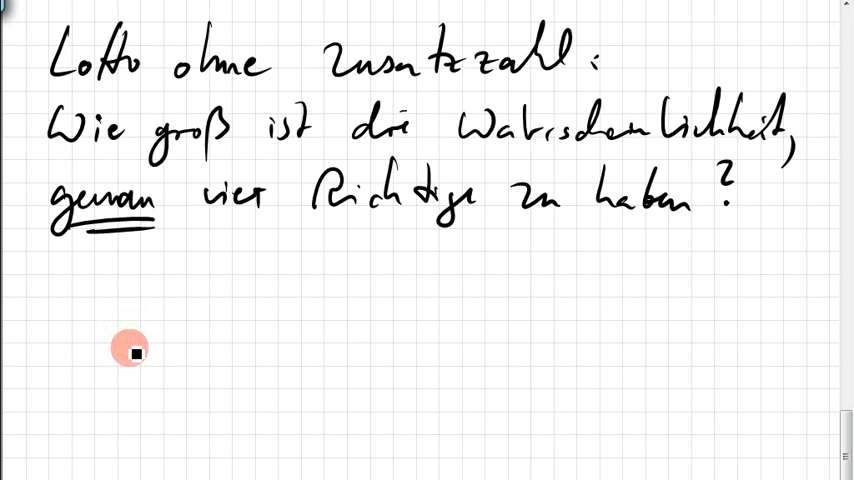 Lotto ohne Zusatzzahl:
Wie groß ist die Wahrscheinlichkeit,
genau vier Richtige zu haben?